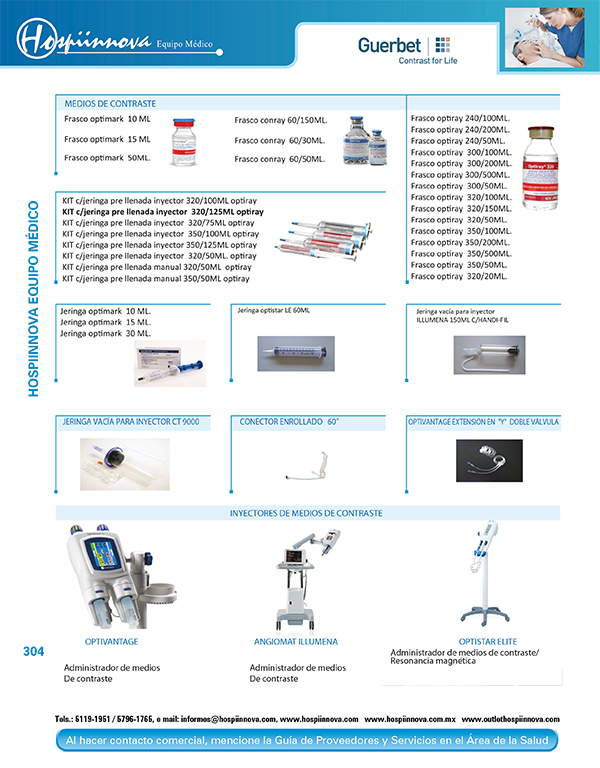 Hospiinnova Equipo Médico
Guerbet
Contrast for Life
MEDIOS DE CONTRASTE
Frasco optimark 10 ML
Frasco optimark 15 ML
Frasco optimark 50ML.
Frasco conray 60/150ML.
Frasco conray 60/30ML.
Frasco conray 60/50ML.
Frasco optiray 240/100ML.
Frasco optiray 240/200ML.
Frasco optiray 240/50ML.
Frasco optiray 300/100ML.
Frasco optiray 300/200ML.
Frasco optiray 300/500ML.
Frasco optiray 300/50ML.
Frasco optiray 320/100ML.
Frasco optiray 320/150ML.
Frasco optiray 320/50ML.
Frasco optiray 350/100ML.
Frasco optiray 350/200ML.
Frasco optiray 350/500ML.
Frasco optiray 350/50ML.
Frasco optiray 320/20ML.
Optiray 320
KIT c/jeringa pre llenada inyector 320/100ML optiray
KIT c/jeringa pre llenada inyector 320/125ML optiray
KIT c/jeringa pre llenada inyector 320/75ML optiray
KIT c/jeringa pre llenada inyector 350/100ML optiray
KIT c/jeringa pre llenada inyector 350/125ML optiray
KIT c/jeringa pre llenada inyector 320/50ML. optiray
KIT c/jeringa pre llenada manual 320/50ML optiray
KIT c/jeringa pre llenada manual 350/50ML optiray
HOSPIINNOVA EQUIPO MÉDICO
Jeringa optimark 10 ML.
Jeringa optimark 15 ML.
Jeringa optimark 30 ML.
Jeringa optistar LE 60ML
Jeringa vacía para inyector
ILLUMENA 150ML C/HANDI-FIL
JERINGA VACÍA PARA INYECTOR CT 9000
CONECTOR ENROLLADO 60"
OPTIVANTAGE EXTENSIÓN EN "Y" DOBLE VÁLVULA
INYECTORES DE MEDIOS DE CONTRASTE
OPTIVANTAGE
Administrador de medios
De contraste
ANGIOMAT ILLUMENA
Administrador de medios
De contraste
OPTISTAR ELITE
Administrador de medios de contraste/
Resonancia magnética
304
Tels.: 5119-1951 / 5796-1765, e mail: informes@hospiinnova.com, www.hospiinnova.com www.hospiinnova.com.mx www.outlethospiinnova.com
Al hacer contacto comercial, mencione la Guía de Proveedores y Servicios en el Área de la Salud